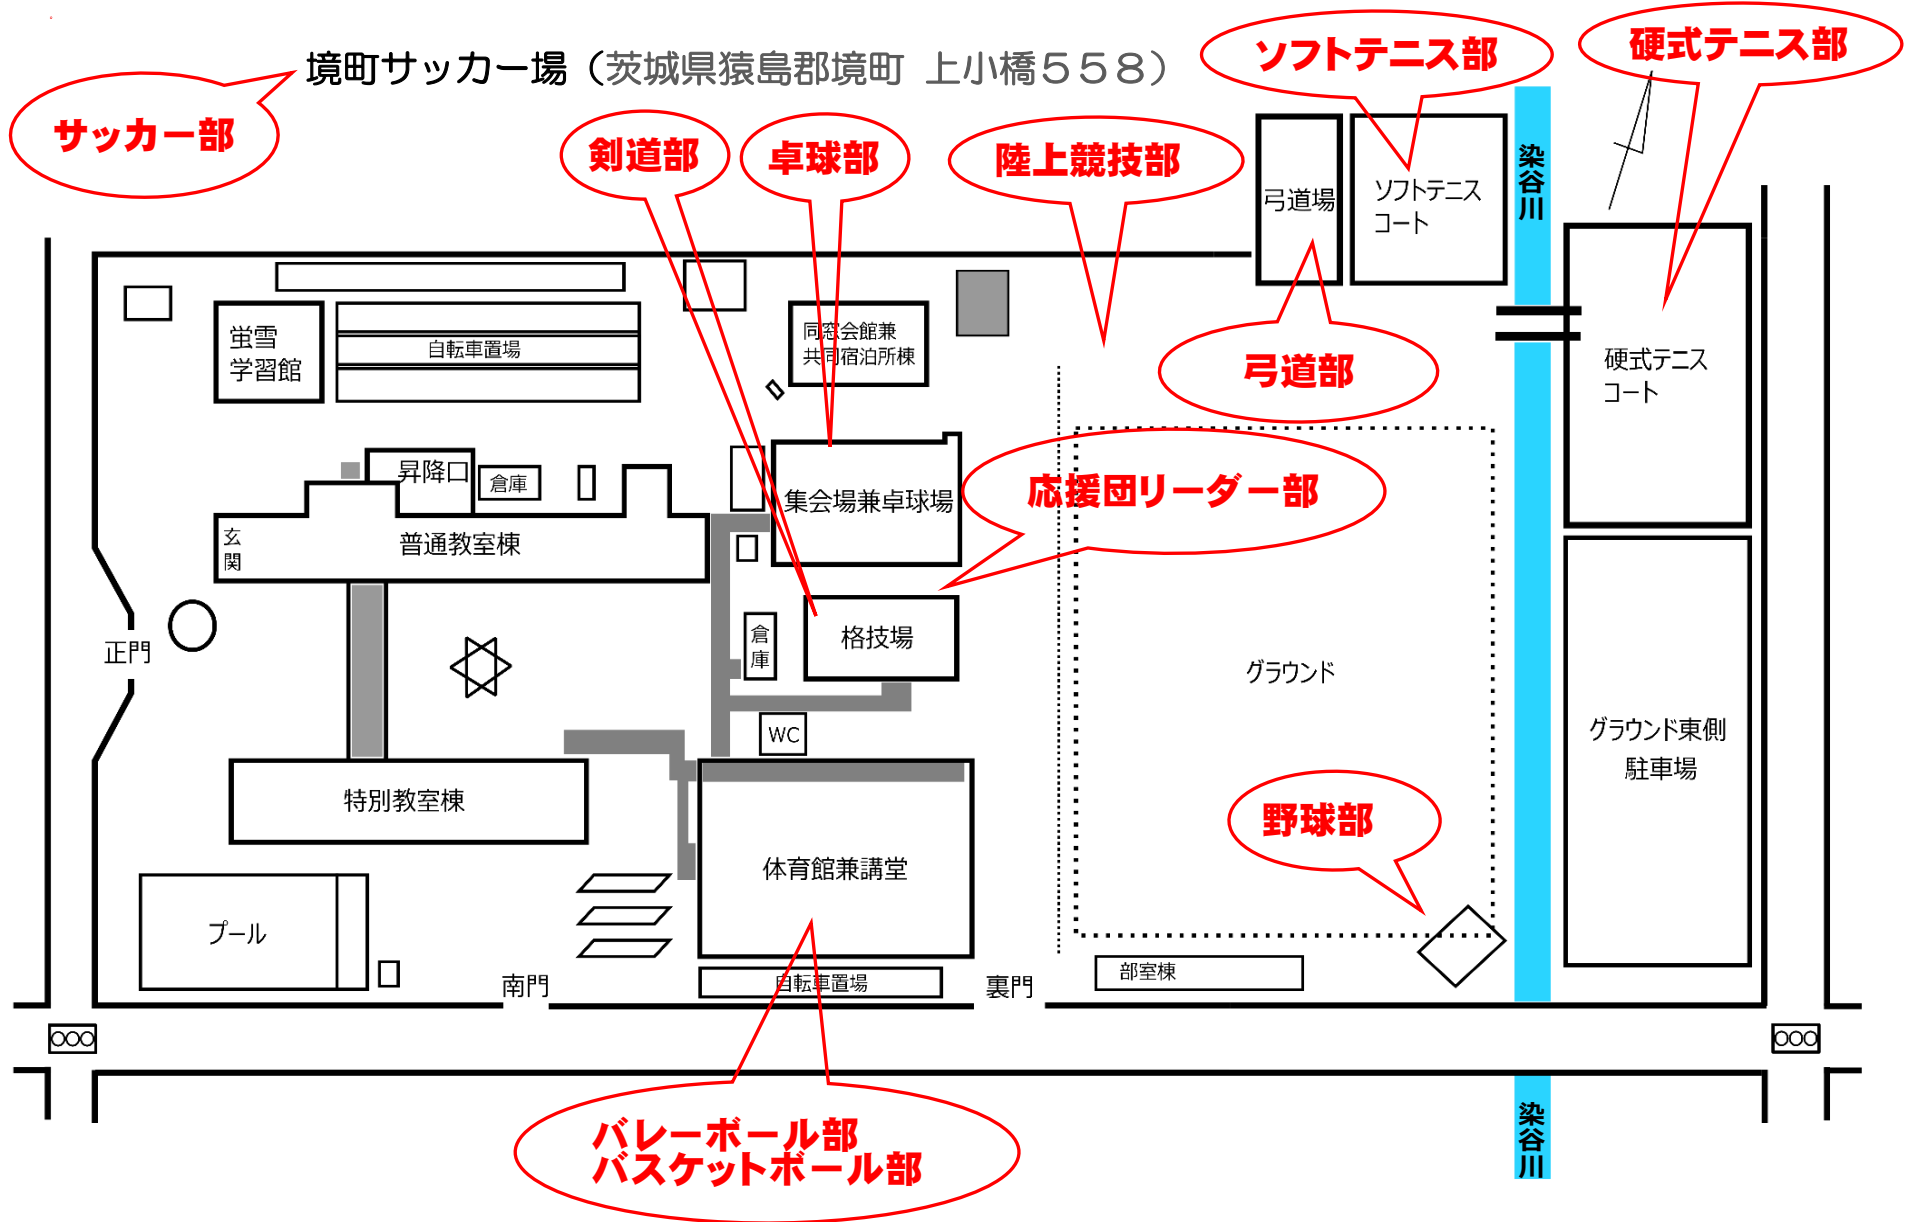 境町サッカー場（茨城県猿島郡境町 上小橋５５８）
サッカー部
剣道部
卓球部
陸上競技部
ソフトテニス部
硬式テニス部
染谷川
弓道場
ソフトテニス
コート
蛍雪
学習館
自転車置場
同窓会館兼
共同宿泊所棟
弓道部
硬式テニス
コート
昇降口
倉庫
集会場兼卓球場
応援団リーダー部
玄関
普通教室棟
正門
倉庫
格技場
グラウンド
WC
グラウンド東側
駐車場
特別教室棟
野球部
体育館兼講堂
プール
南門
自転車置場
裏門
部室棟
バレーボール部
バスケットボール部
染谷川